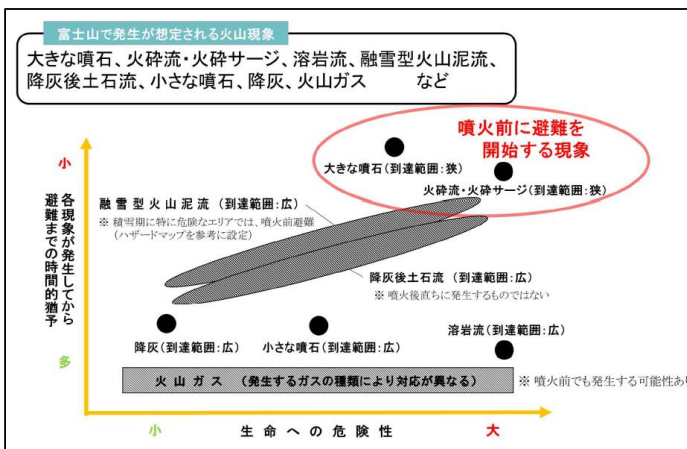 富士山で発生が想定される火山現象
大きな噴石、火砕流・火砕サージ、溶岩流、融雪型火山泥流、
降灰後土石流、小さな噴石、降灰、火山ガス　　など
小
各現象が発生してから
避難までの時間的猶予
多
噴火前に避難を
開始する現象
大きな噴石(到達範囲:狭)
火砕流・火砕サージ(到達範囲:狭)
融雪型火山泥流 (到達範囲:広)
※ 積雪期に特に危険なエリアでは、噴火前避難
(ハザードマップを参考に設定)
降灰後土石流 (到達範囲:広)
※ 噴火後直ちに発生するものではない
降灰(到達範囲:広)
小さな噴石(到達範囲:広)
溶岩流(到達範囲:広)
火山ガス (発生するガスの種類により対応が異なる)
※ 噴火前でも発生する可能性あり
小
生命への危険性
大